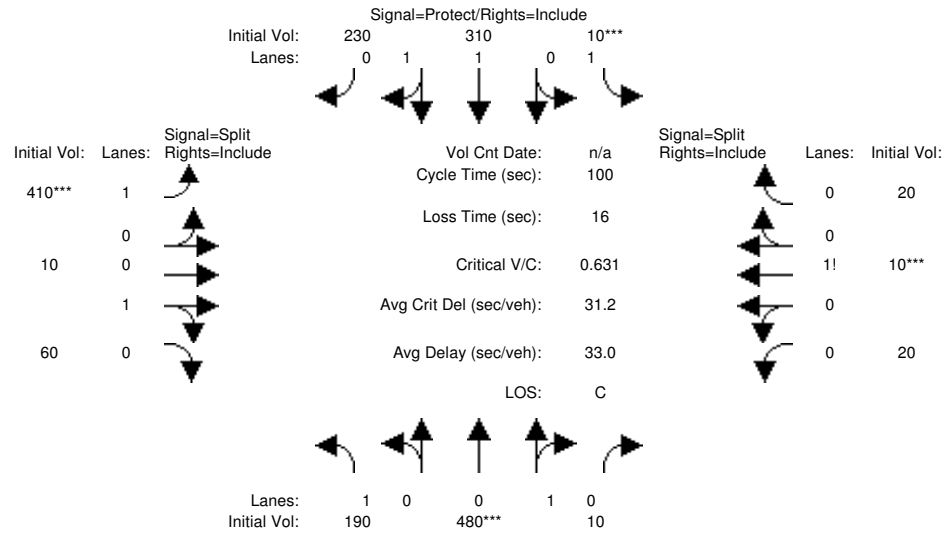 Signal=Protect/Rights=Include
Initial Vol: 230 310 10***
Lanes: 0 1 1 0 1
Signal=Split
Initial Vol: Lanes: Rights=Include
Vol Cnt Date: n/a
Signal=Split
Rights=Include Lanes: Initial Vol:
Cycle Time (sec): 100
410*** 1
0 20
Loss Time (sec): 16
0
0
10 0
Critical V/C: 0.631
1! 10***
1
Avg Crit Del (sec/veh): 31.2
0
60 0
Avg Delay (sec/veh): 33.0
0 20
LOS: C
Lanes: 1 0 0 1 0
Initial Vol: 190 480*** 10